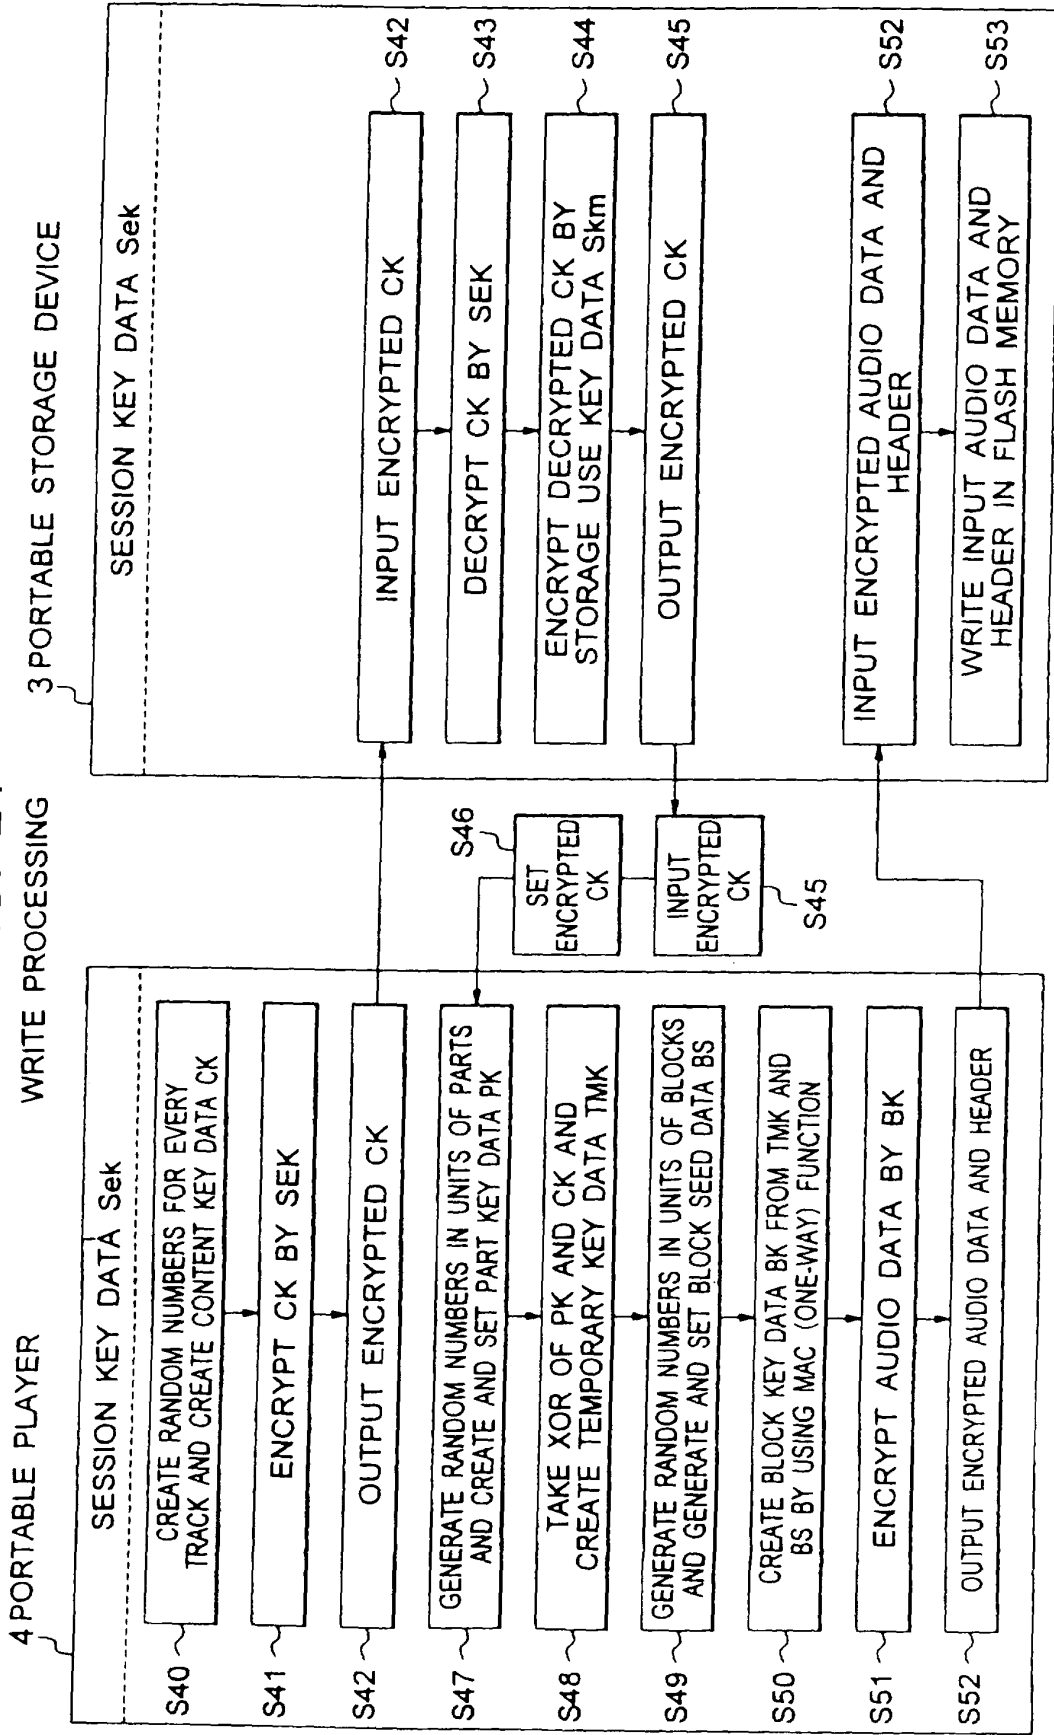 WRITE PROCESSING
4 PORTABLE PLAYER
SESSION KEY DATA Sek
S40
CREATE RANDOM NUMBERS FOR EVERY
TRACK AND CREATE CONTENT KEY DATA CK
S41
ENCRYPT CK BY SEK
S42
OUTPUT ENCRYPTED CK
S47
GENERATE RANDOM NUMBERS IN UNITS OF PARTS
AND CREATE AND SET PART KEY DATA PK
S48
TAKE XOR OF PK AND CK AND
CREATE TEMPORARY KEY DATA TMK
S49
GENERATE RANDOM NUMBERS IN UNITS OF BLOCKS
AND GENERATE AND SET BLOCK SEED DATA BS
S50
CREATE BLOCK KEY DATA BK FROM TMK AND
BS BY USING MAC (ONE-WAY) FUNCTION
S51
ENCRYPT AUDIO DATA BY BK
S52
OUTPUT ENCRYPTED AUDIO DATA AND HEADER
S46
SET
ENCRYPTED
CK
INPUT
ENCRYPTED
CK
S45
3 PORTABLE STORAGE DEVICE
SESSION KEY DATA Sek
INPUT ENCRYPTED CK
S42
DECRYPT CK BY SEK
S43
ENCRYPT DECRYPTED CK BY
STORAGE USE KEY DATA Skm
S44
OUTPUT ENCRYPTED CK
S45
INPUT ENCRYPTED AUDIO DATA AND
HEADER
S52
WRITE INPUT AUDIO DATA AND
HEADER IN FLASH MEMORY
S53